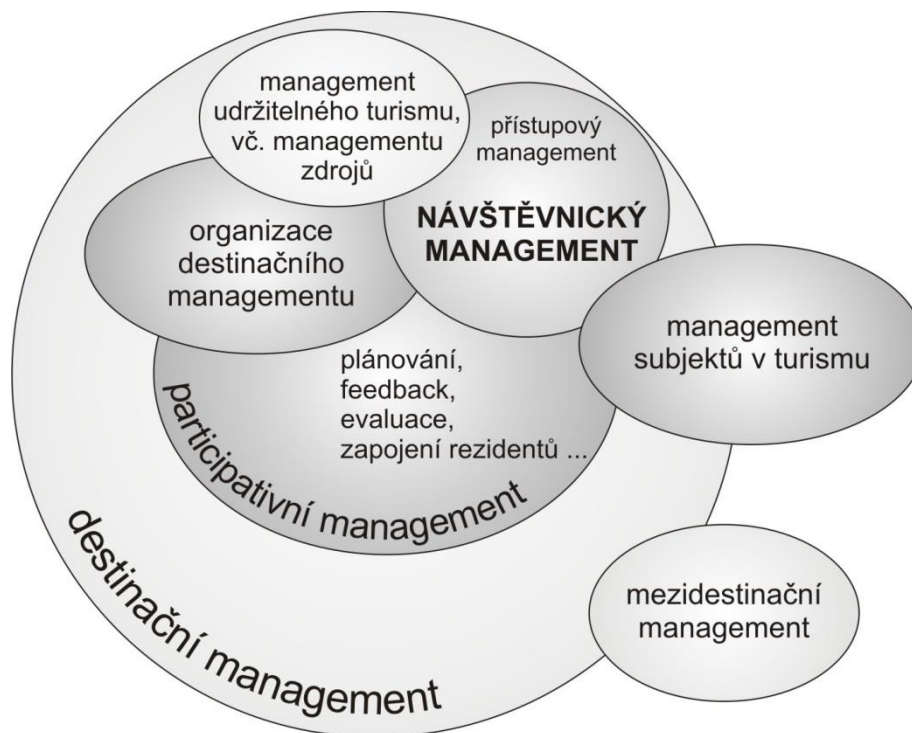 management
udržitelného turismu,
vč. managementu
zdrojů
přístupový
management
NÁVŠTĚVNICKÝ
MANAGEMENT
organizace
destinačního
managementu
management
subjektů v turismu
plánování,
feedback,
evaluace,
zapojení rezidentů ...
participativní management
destinační management
mezidestinační
management